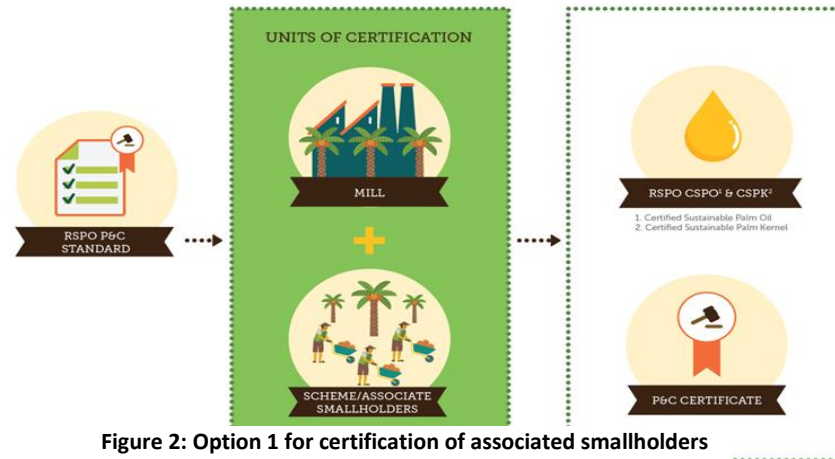 UNITS OF CERTIFICATION
RSPO P&C
STANDARD
MILL
SCHEME/ASSOCIATE
SMALLHOLDERS
RSPO CSPO¹ & CSPK²
1. Certified Sustainable Palm Oil
2. Certified Sustainable Palm Kernel
P&C CERTIFICATE
Figure 2: Option 1 for certification of associated smallholders